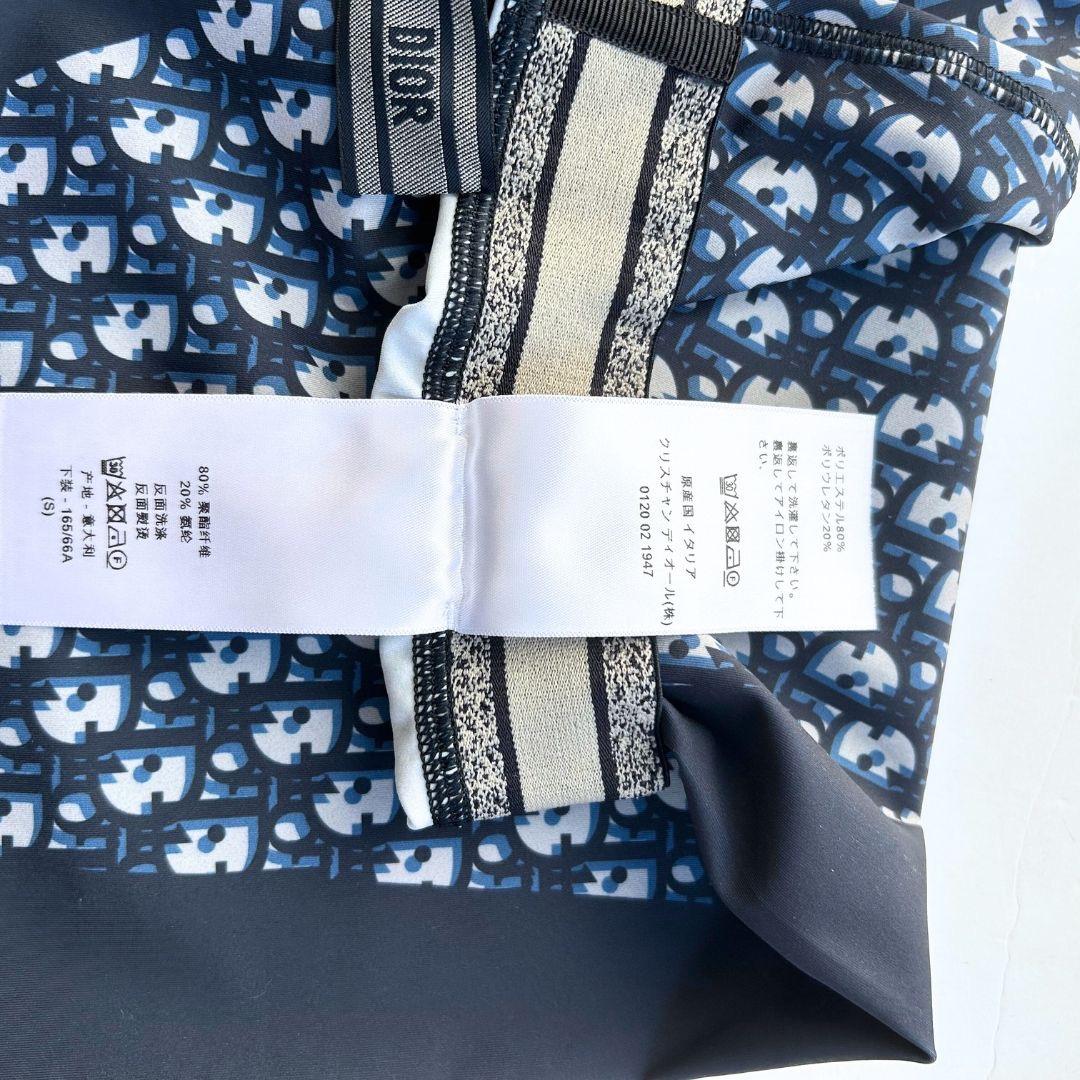 DIOR
ポリエステル80%
ポリウレタン20%
裏返して洗濯して下さい。
裏返してアイロン掛けして下
さい。
30 F
原産国 イタリア
クリスチャン ディオール(株)
0120 02 1947
80% 聚酯纤维
20% 氨纶
反面洗涤
反面熨烫
30 F
产地 - 意大利
下装 - 165/66A
(S)